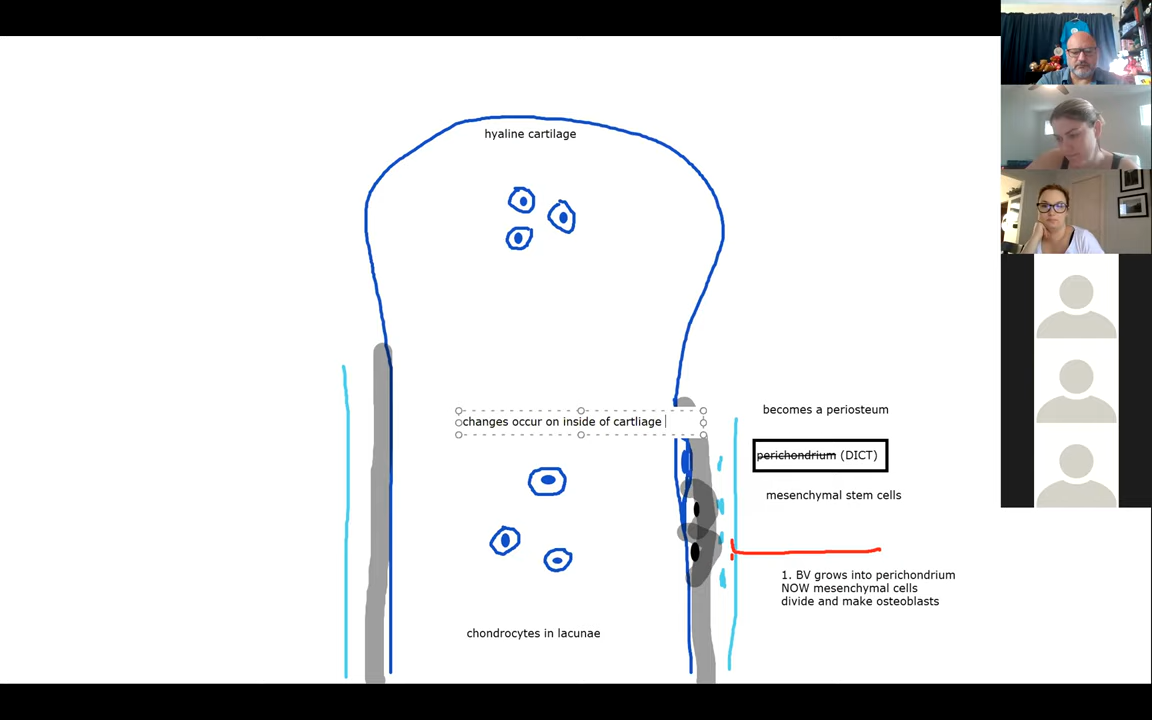 hyaline cartilage
changes occur on inside of cartliage
becomes a periosteum
perichondrium (DICT)
mesenchymal stem cells
1. BV grows into perichondrium
NOW mesenchymal cells
divide and make osteoblasts
chondrocytes in lacunae